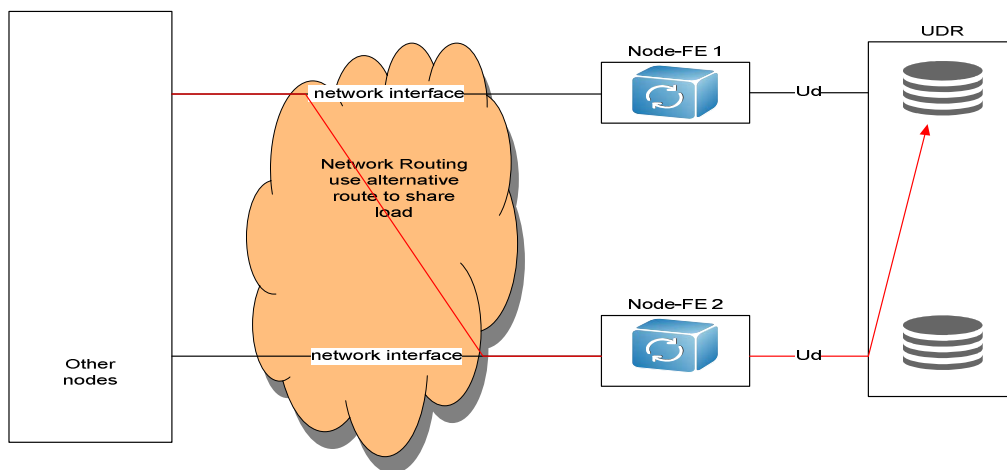 UDR
Node-FE 1
network interface
Ud
Network Routing
use alternative
route to share
load
Node-FE 2
network interface
Ud
Other
nodes